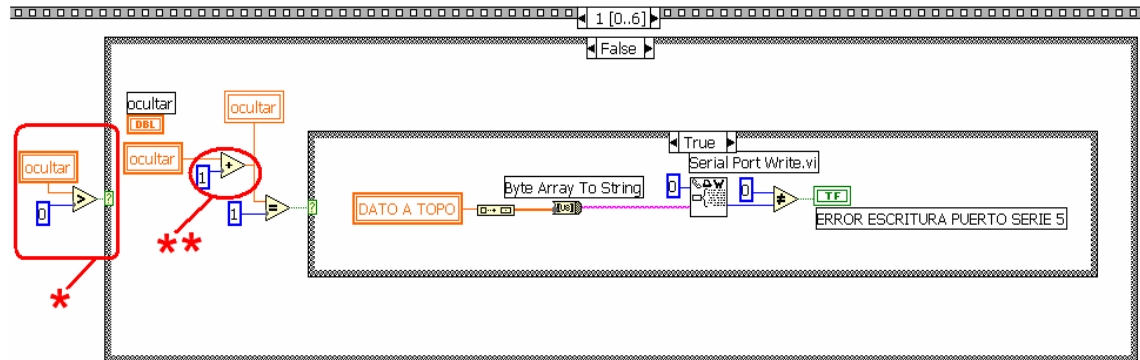 1 [0..6]
False
ocultar
DBL
ocultar
ocultar
ocultar
+
1
>
0
?
*
**
1
=
?
True
Serial Port Write.vi
Byte Array To String
DATO A TOPO
[U8]
0
W
0
≠
TF
ERROR ESCRITURA PUERTO SERIE 5